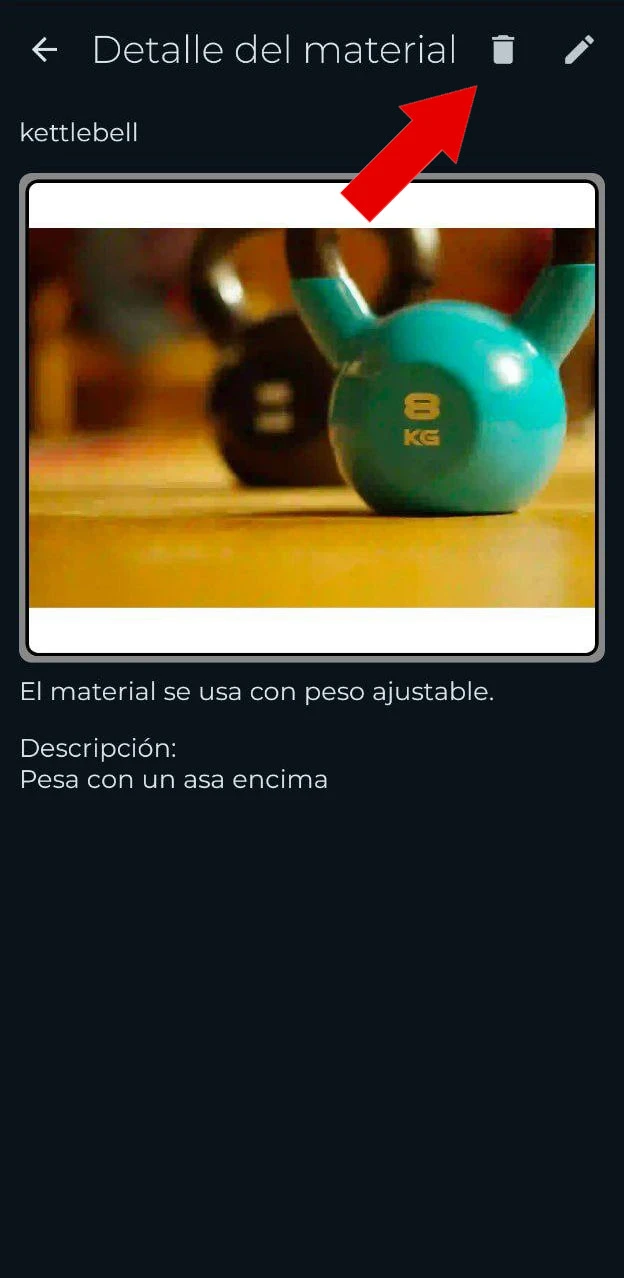 Detalle del material
kettlebell
8
KG
El material se usa con peso ajustable.
Descripción:
Pesa con un asa encima